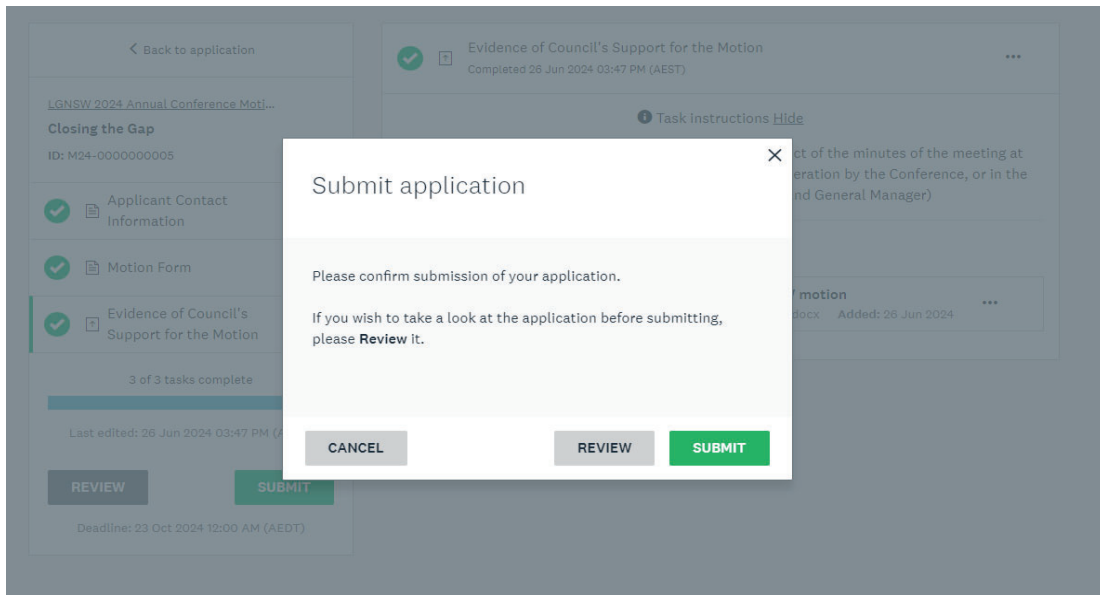 Back to application
LGNSW 2024 Annual Conference Moti...
Closing the Gap
ID: M24-0000000005
Applicant Contact
Information
Motion Form
Evidence of Council's
Support for the Motion
3 of 3 tasks complete
Last edited: 26 Jun 2024 03:47 PM (A
REVIEW
SUBMIT
Deadline: 23 Oct 2024 12:00 AM (AEDT)
Evidence of Council's Support for the Motion
Completed 26 Jun 2024 03:47 PM (AEST)
...
Task instructions Hide
ct of the minutes of the meeting at
eration by the Conference, or in the
nd General Manager)
motion
...
docx Added: 26 Jun 2024
Submit application
Please confirm submission of your application.
If you wish to take a look at the application before submitting,
please Review it.
CANCEL
REVIEW
SUBMIT